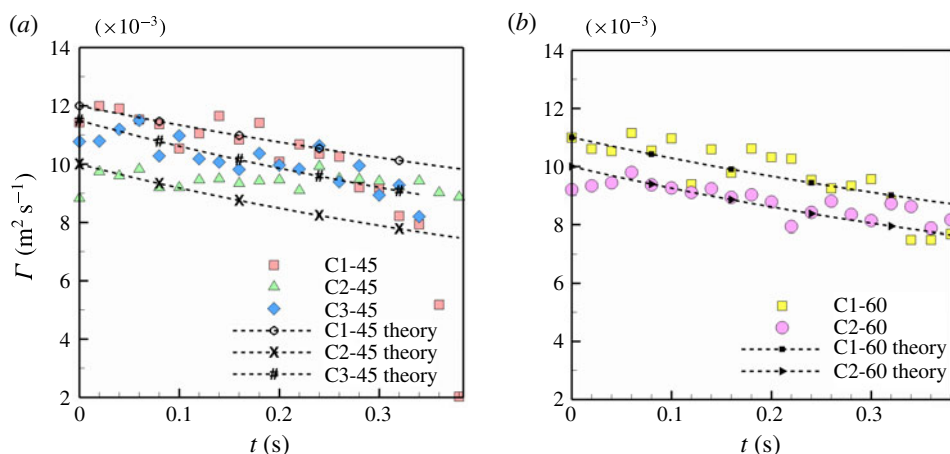 (a) (×10⁻³)
14
12
10
8
6
4
2
Γ (m² s⁻¹)
C1-45
C2-45
C3-45
C1-45 theory
C2-45 theory
C3-45 theory
0 0.1 0.2 0.3
t (s)
(b) (×10⁻³)
14
12
10
8
6
4
2
C1-60
C2-60
C1-60 theory
C2-60 theory
0 0.1 0.2 0.3
t (s)